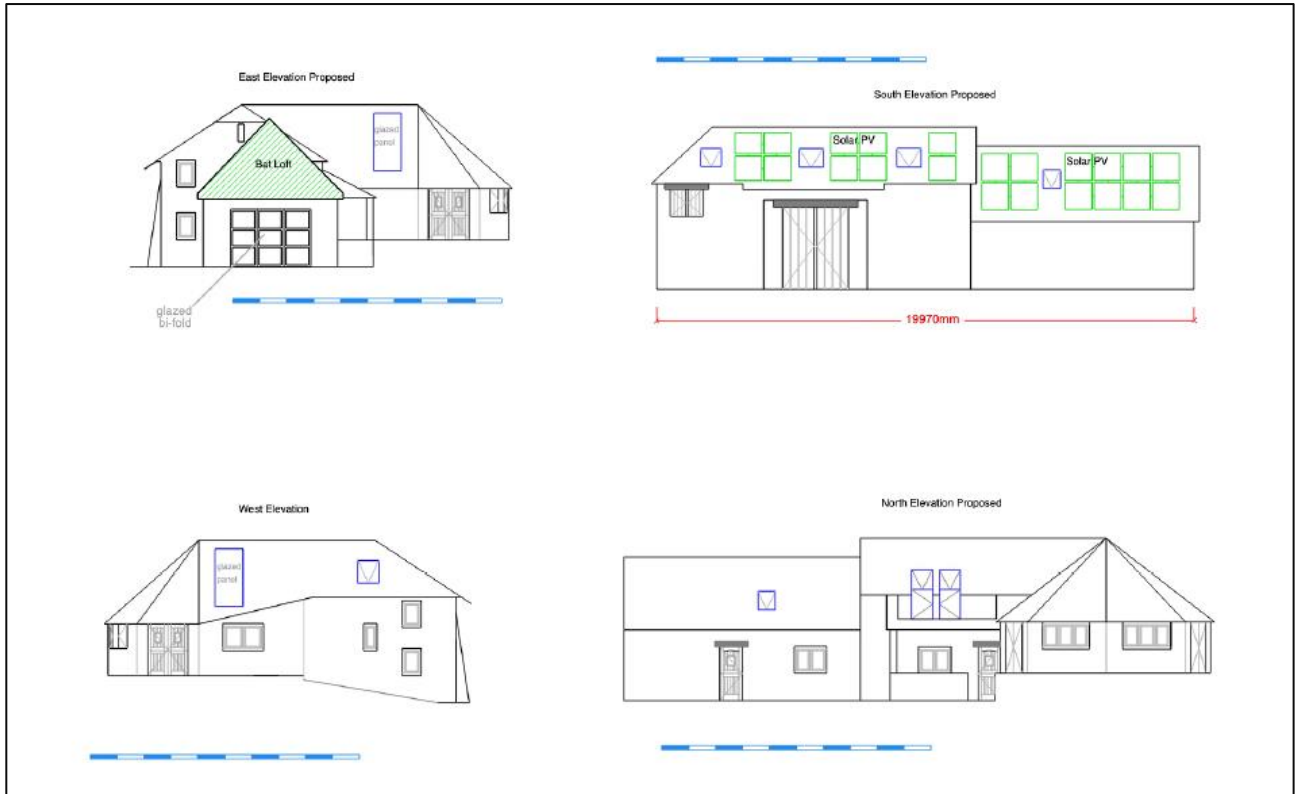 East Elevation Proposed
glazed
panel
Bat Loft
glazed
bi-fold
South Elevation Proposed
Solar PV
Solar PV
19970mm
West Elevation
glazed
panel
North Elevation Proposed